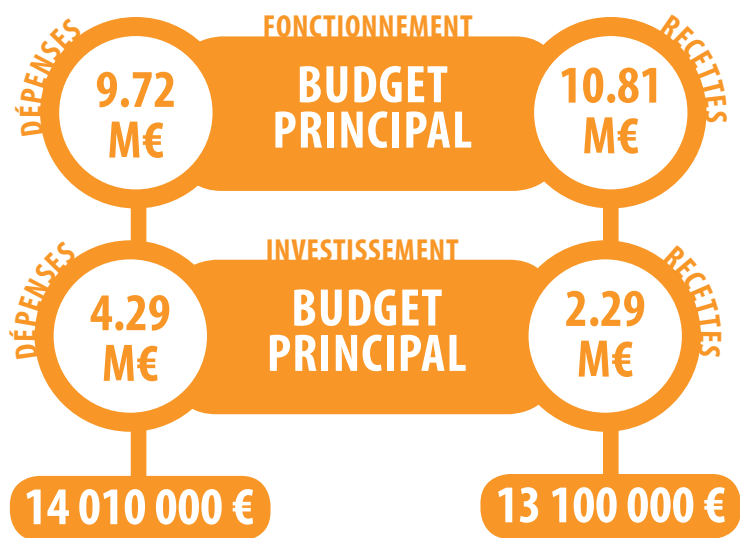 FONCTIONNEMENT
DÉPENSES
9.72
M€
BUDGET
PRINCIPAL
RECETTES
10.81
M€
INVESTISSEMENT
DÉPENSES
4.29
M€
BUDGET
PRINCIPAL
RECETTES
2.29
M€
14 010 000 €
13 100 000 €